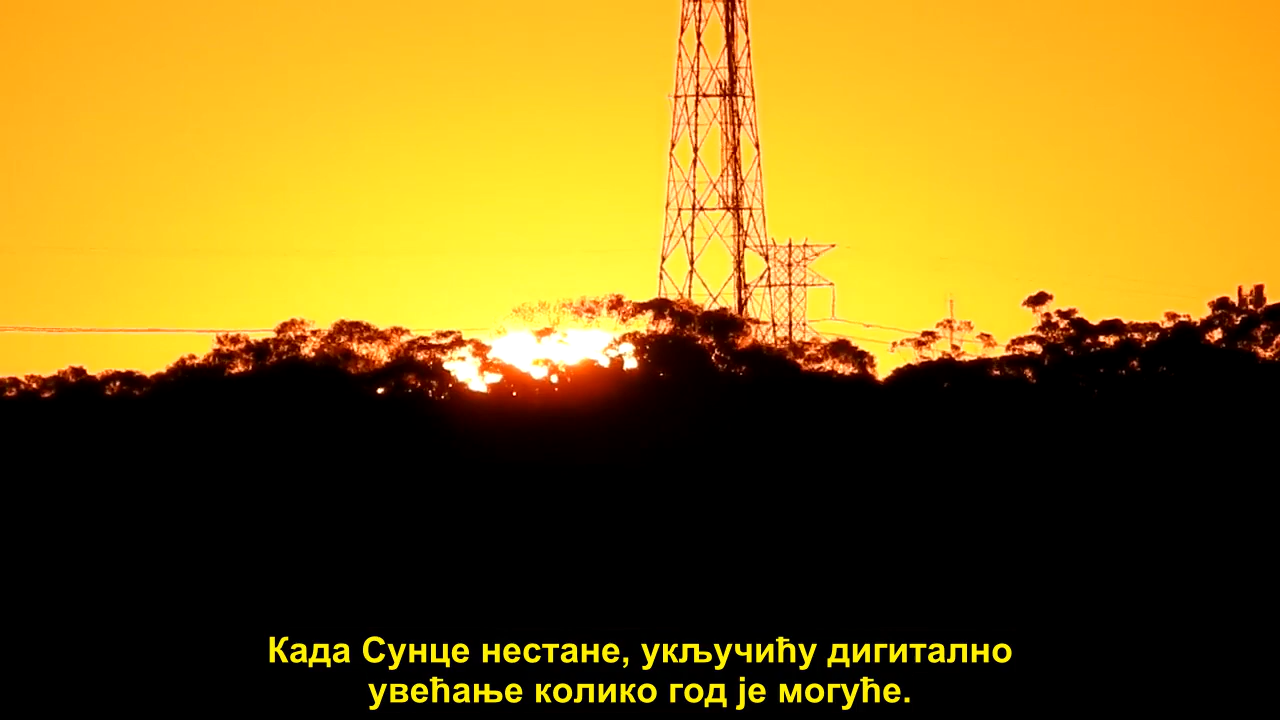 Када Сунце нестане, укључићу дигитално
увећање колико год је могуће.